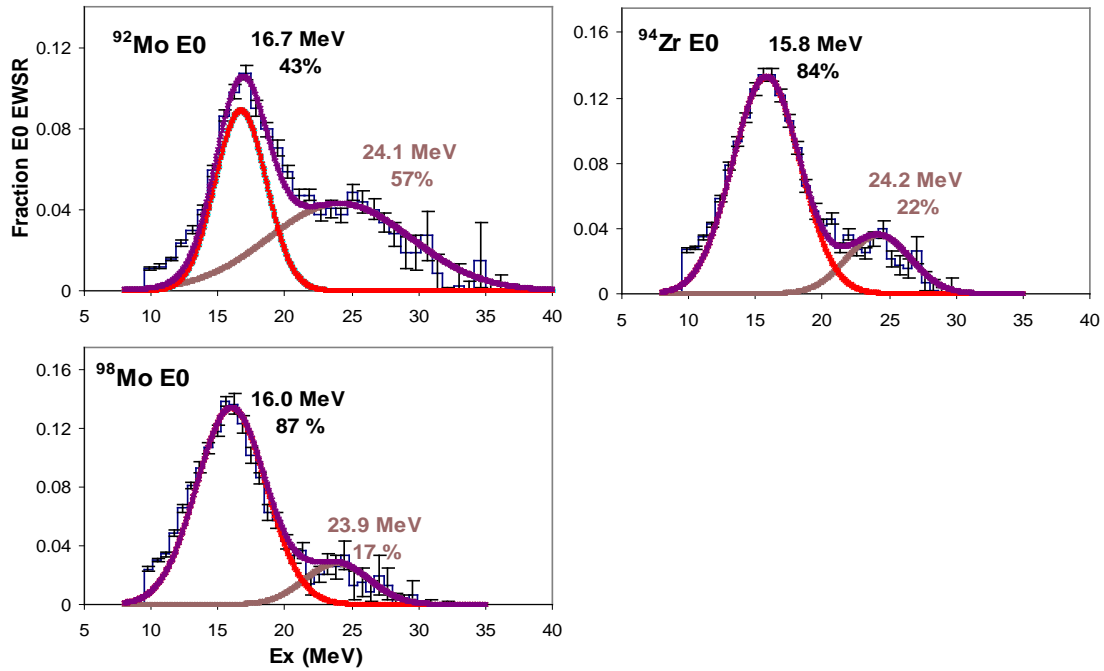 ⁹²Mo E0
16.7 MeV
43%
24.1 MeV
57%
Fraction E0 EWSR
0.12
0.08
0.04
0
5 10 15 20 25 30 35 40
⁹⁴Zr E0
15.8 MeV
84%
24.2 MeV
22%
0.16
0.12
0.08
0.04
0
5 10 15 20 25 30 35 40
⁹⁸Mo E0
16.0 MeV
87 %
23.9 MeV
17 %
0.16
0.12
0.08
0.04
0
5 10 15 20 25 30 35 40
Ex (MeV)